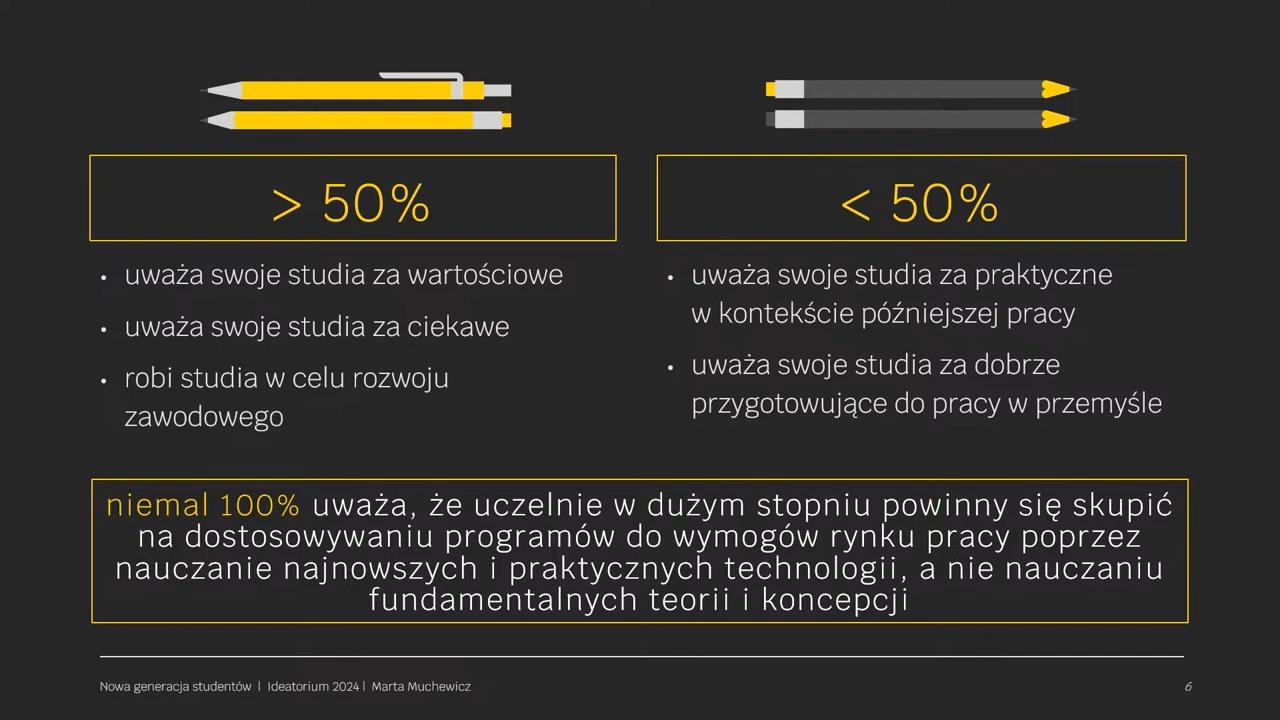 > 50%
• uważa swoje studia za wartościowe
• uważa swoje studia za ciekawe
• robi studia w celu rozwoju
zawodowego
< 50%
• uważa swoje studia za praktyczne
w kontekście późniejszej pracy
• uważa swoje studia za dobrze
przygotowujące do pracy w przemyśle
niemal 100% uważa, że uczelnie w dużym stopniu powinny się skupić
na dostosowywaniu programów do wymogów rynku pracy poprzez
nauczanie najnowszych i praktycznych technologii, a nie nauczaniu
fundamentalnych teorii i koncepcji
Nowa generacja studentów | Ideatorium 2024 | Marta Muchewicz
6